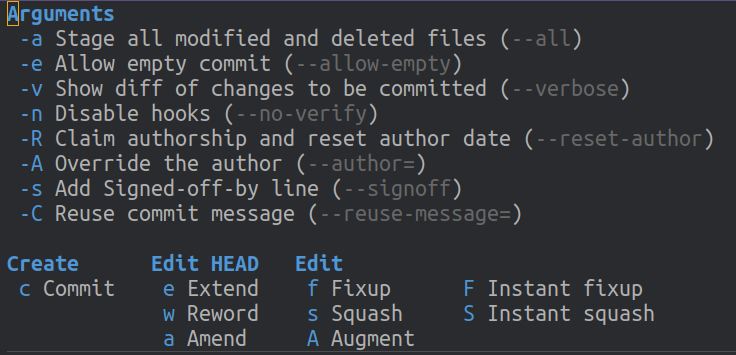 Arguments
-a Stage all modified and deleted files (--all)
-e Allow empty commit (--allow-empty)
-v Show diff of changes to be committed (--verbose)
-n Disable hooks (--no-verify)
-R Claim authorship and reset author date (--reset-author)
-A Override the author (--author=)
-s Add Signed-off-by line (--signoff)
-C Reuse commit message (--reuse-message=)
Create Edit HEAD Edit
c Commit e Extend f Fixup F Instant fixup
w Reword s Squash S Instant squash
a Amend A Augment